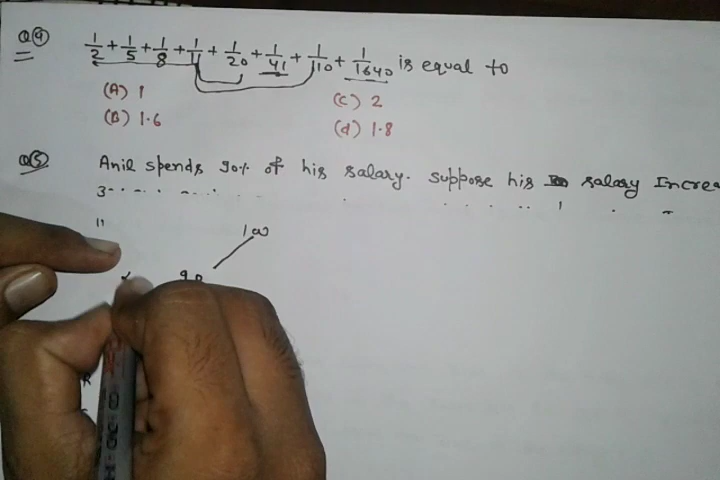 Q④ 1/2 + 1/5 + 1/8 + 1/11 + 1/20 + 1/41 + 1/110 + 1/1640 is equal to
(A) 1 (C) 2
(B) 1.6 (d) 1.8
Q⑤ Anil spends 90% of his salary. Suppose his salary Increa
100
90